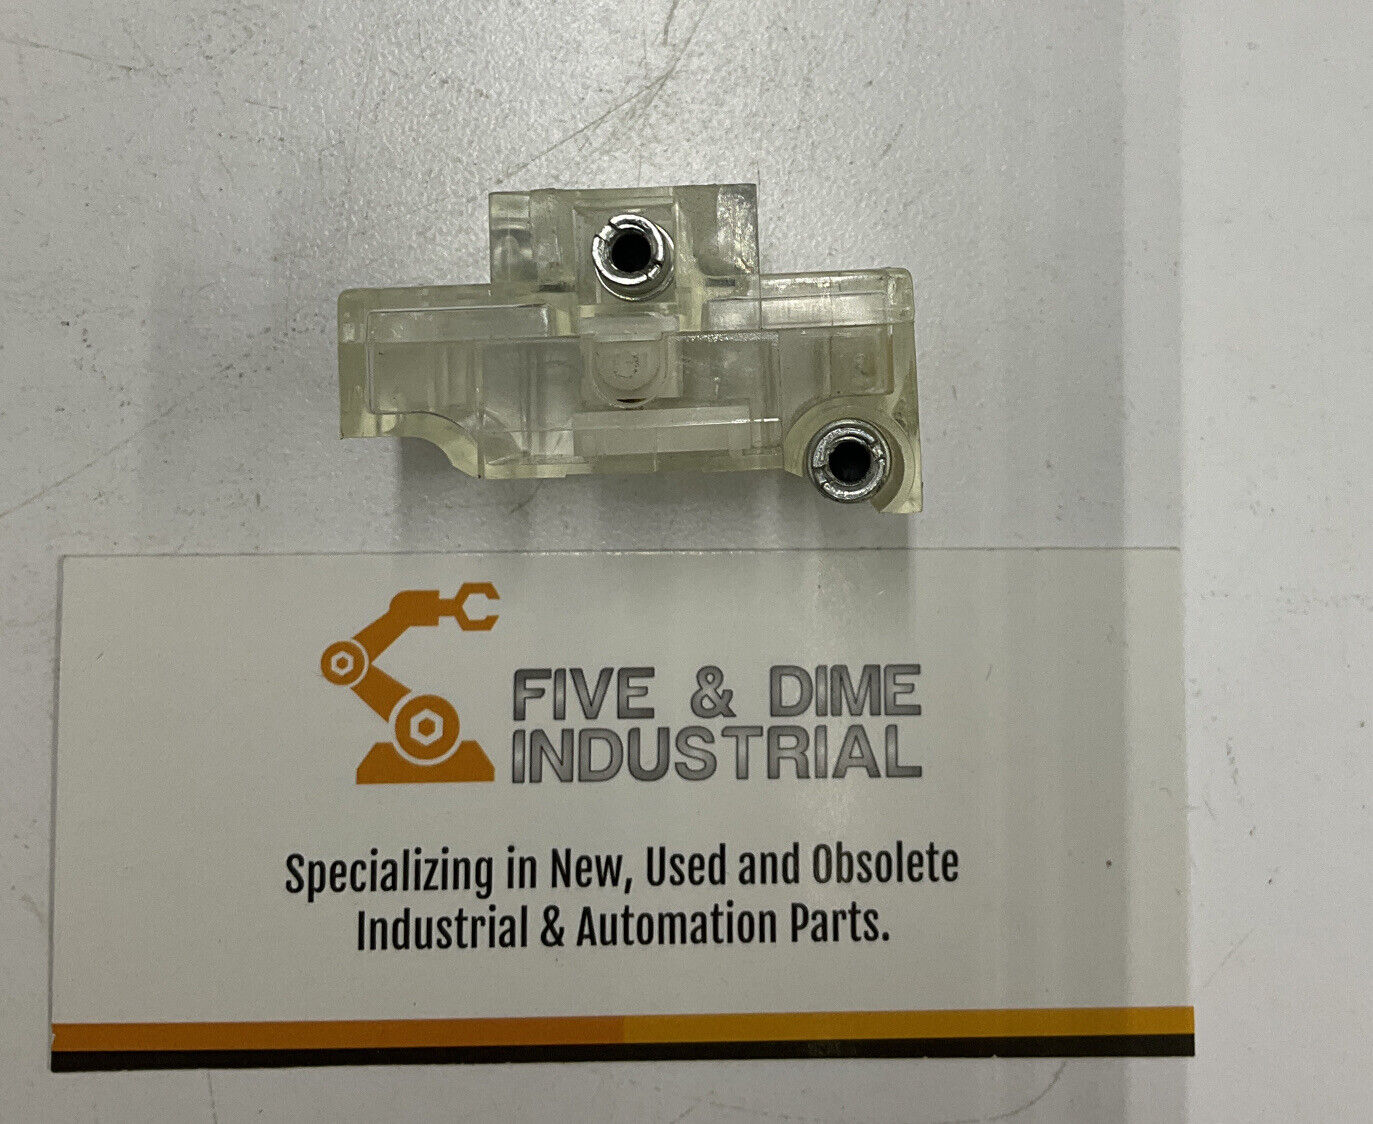 FIVE & DIME
INDUSTRIAL
Specializing in New, Used and Obsolete
Industrial & Automation Parts.